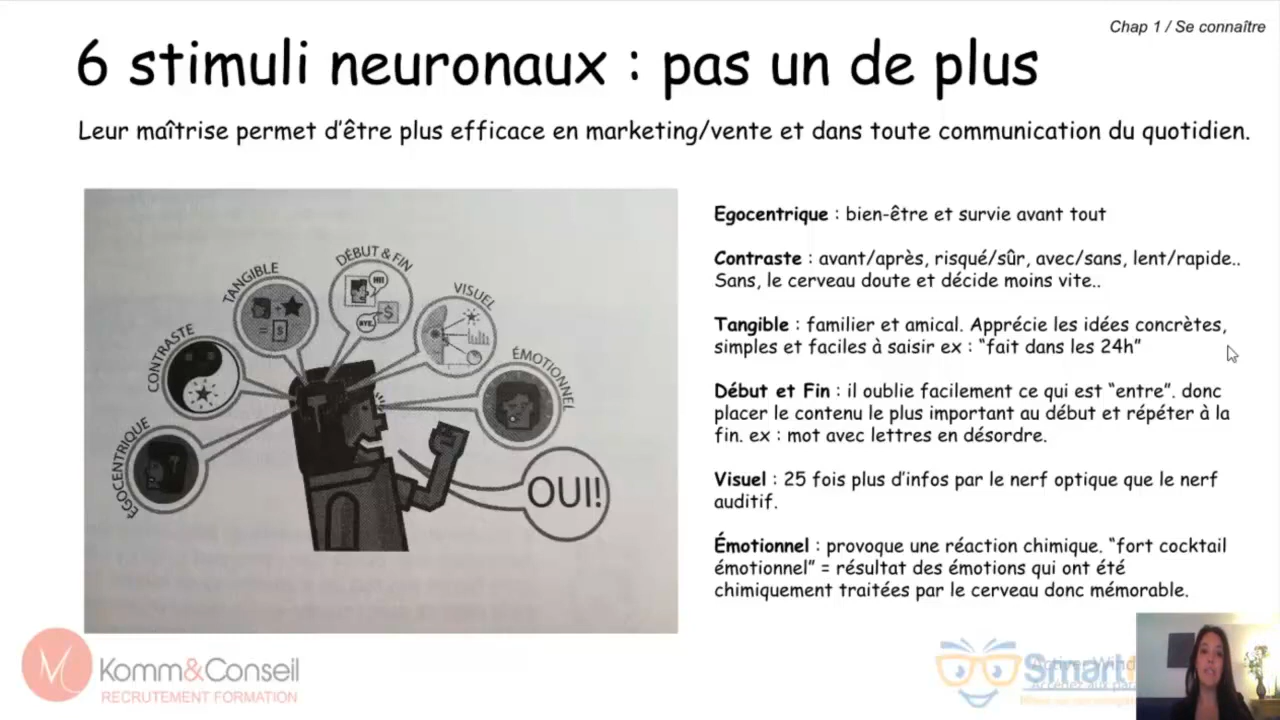 Chap 1 / Se connaître
6 stimuli neuronaux : pas un de plus
Leur maîtrise permet d'être plus efficace en marketing/vente et dans toute communication du quotidien.
ÉGOCENTRIQUE
CONTRASTE
TANGIBLE
DÉBUT & FIN
VISUEL
ÉMOTIONNEL
HI!
BYE.
$
$
OUI!
Egocentrique : bien-être et survie avant tout
Contraste : avant/après, risqué/sûr, avec/sans, lent/rapide..
Sans, le cerveau doute et décide moins vite..
Tangible : familier et amical. Apprécie les idées concrètes,
simples et faciles à saisir ex : “fait dans les 24h”
Début et Fin : il oublie facilement ce qui est “entre”. donc
placer le contenu le plus important au début et répéter à la
fin. ex : mot avec lettres en désordre.
Visuel : 25 fois plus d'infos par le nerf optique que le nerf
auditif.
Émotionnel : provoque une réaction chimique. “fort cocktail
émotionnel” = résultat des émotions qui ont été
chimiquement traitées par le cerveau donc mémorable.
M
Komm&Conseil
RECRUTEMENT FORMATION
Smart
Activer Wind
Accédez aux para